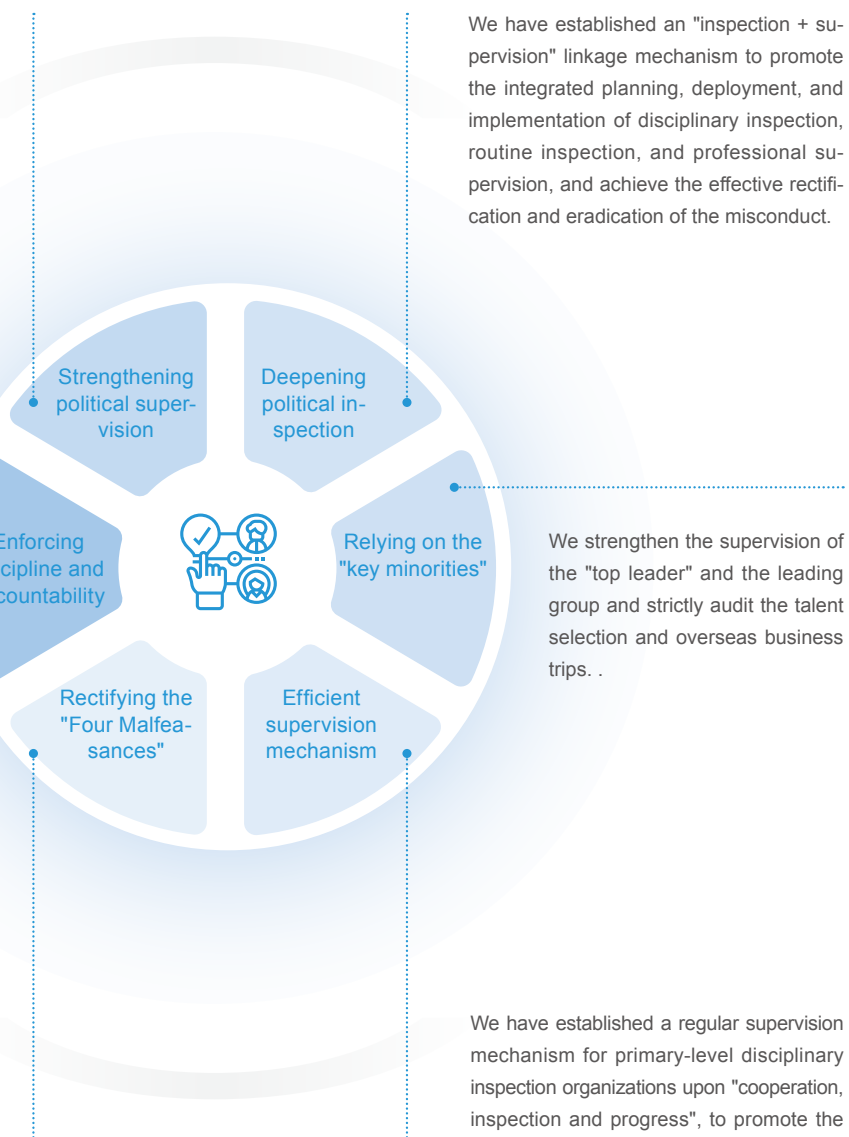 We have established an "inspection + su-
pervision" linkage mechanism to promote
the integrated planning, deployment, and
implementation of disciplinary inspection,
routine inspection, and professional su-
pervision, and achieve the effective rectifi-
cation and eradication of the misconduct.
Strengthening
political super-
vision
Deepening
political in-
spection
Enforcing
cipline and
countability
Relying on the
"key minorities"
We strengthen the supervision of
the "top leader" and the leading
group and strictly audit the talent
selection and overseas business
trips. .
Rectifying the
"Four Malfea-
sances"
Efficient
supervision
mechanism
We have established a regular supervision
mechanism for primary-level disciplinary
inspection organizations upon "cooperation,
inspection and progress", to promote the